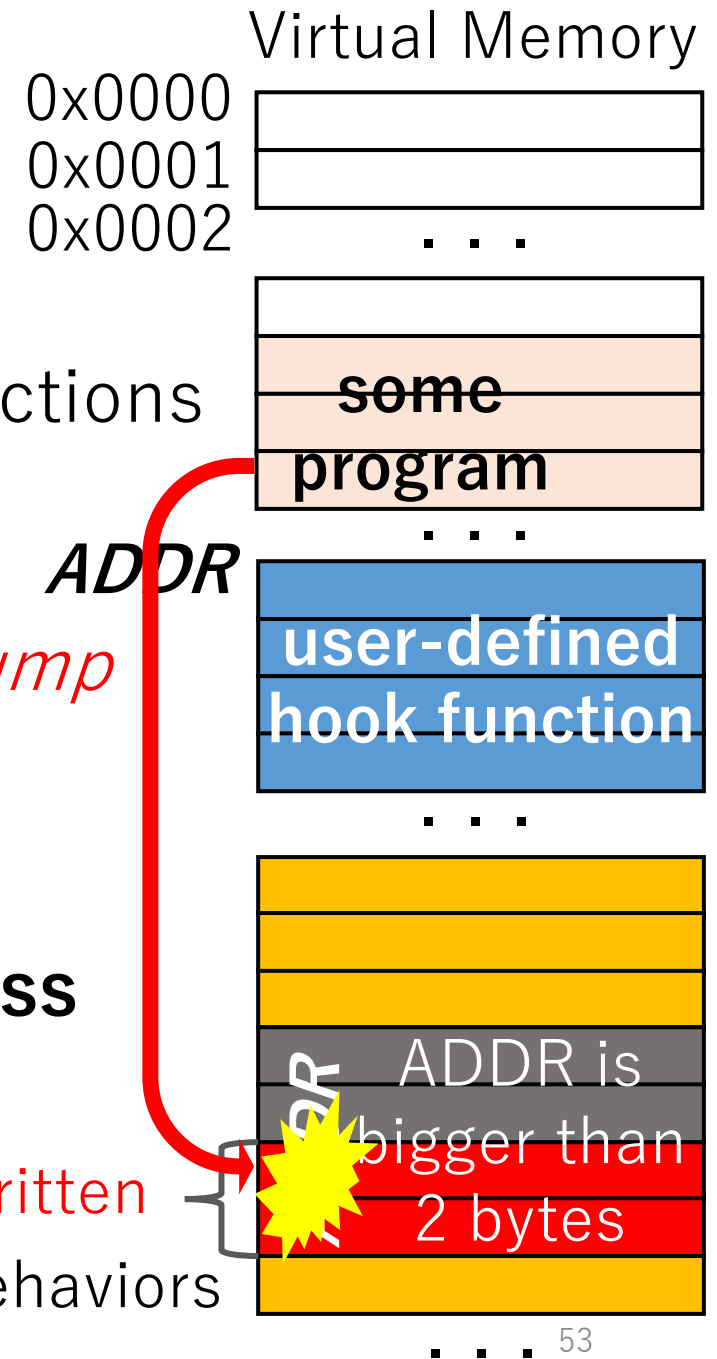 Virtual Memory
0x0000
0x0001
0x0002
. . .
ctions
some
program
. . .
ADDR
ump
user-defined
hook function
. . .
ss
ADDR is
bigger than
2 bytes
ritten
ehaviors
. . .
53